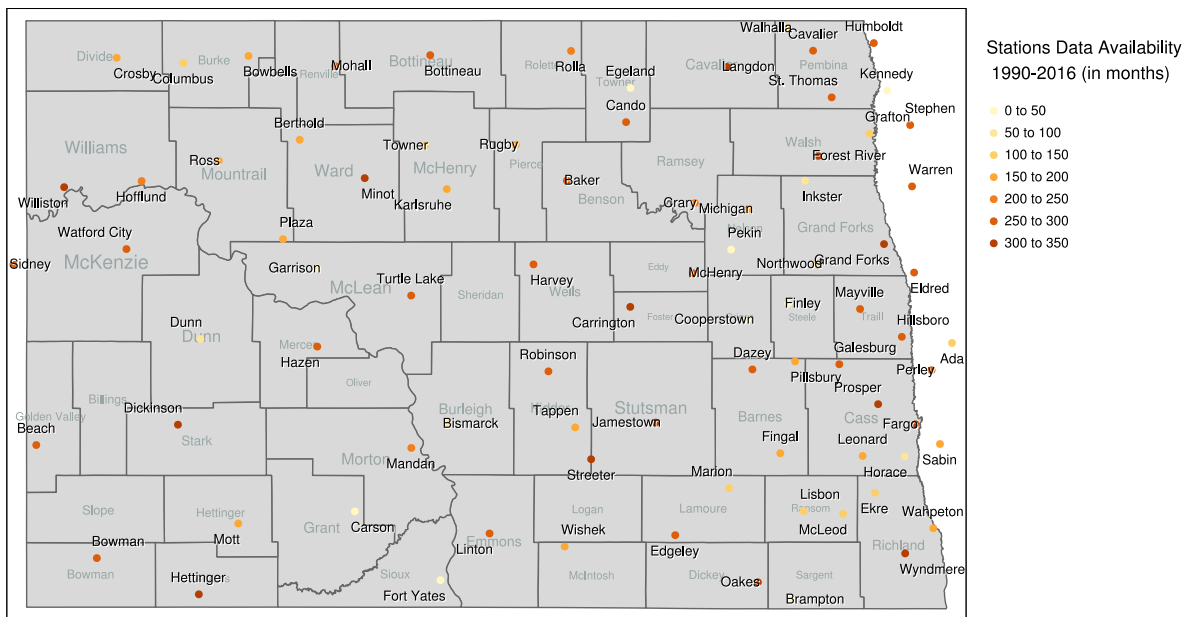 Stations Data Availability
1990-2016 (in months)
0 to 50
50 to 100
100 to 150
150 to 200
200 to 250
250 to 300
300 to 350
Walhalla
Humboldt
Cavalier
Divide
Burke
Bottineau
Rolette
Cavalier
Pembina
Crosby
Columbus
Bowbells
Renville
Mohall
Bottineau
Rolla
Egeland
Towner
Langdon
St. Thomas
Kennedy
Cando
Stephen
Grafton
Berthold
Williams
Ross
Mountrail
Ward
Towner
McHenry
Rugby
Pierce
Ramsey
Walsh
Forest River
Warren
Williston
Hofflund
Minot
Karlsruhe
Baker
Benson
Crary
Michigan
Inkster
Plaza
Watford City
Pekin
Grand Forks
Sidney
McKenzie
Garrison
McLean
Turtle Lake
Sheridan
Harvey
Wells
Eddy
McHenry
Northwood
Grand Forks
Eldred
Mayville
Finley
Steele
Traill
Hillsboro
Carrington
Foster
Cooperstown
Dunn
Dunn
Mercer
Hazen
Oliver
Robinson
Dazey
Pillsbury
Galesburg
Ada
Perley
Prosper
Billings
Golden Valley
Beach
Dickinson
Stark
Burleigh
Bismarck
Kidder
Tappen
Stutsman
Jamestown
Barnes
Cass
Fargo
Fingal
Leonard
Sabin
Morton
Mandan
Streeter
Marion
Horace
Slope
Hettinger
Mott
Grant
Carson
Logan
Lamoure
Lisbon
Ransom
McLeod
Ekre
Wahpeton
Bowman
Bowman
Linton
Emmons
Wishek
Edgeley
Richland
Wyndmere
Hettinger
Sioux
Fort Yates
McIntosh
Dickey
Oakes
Sargent
Brampton